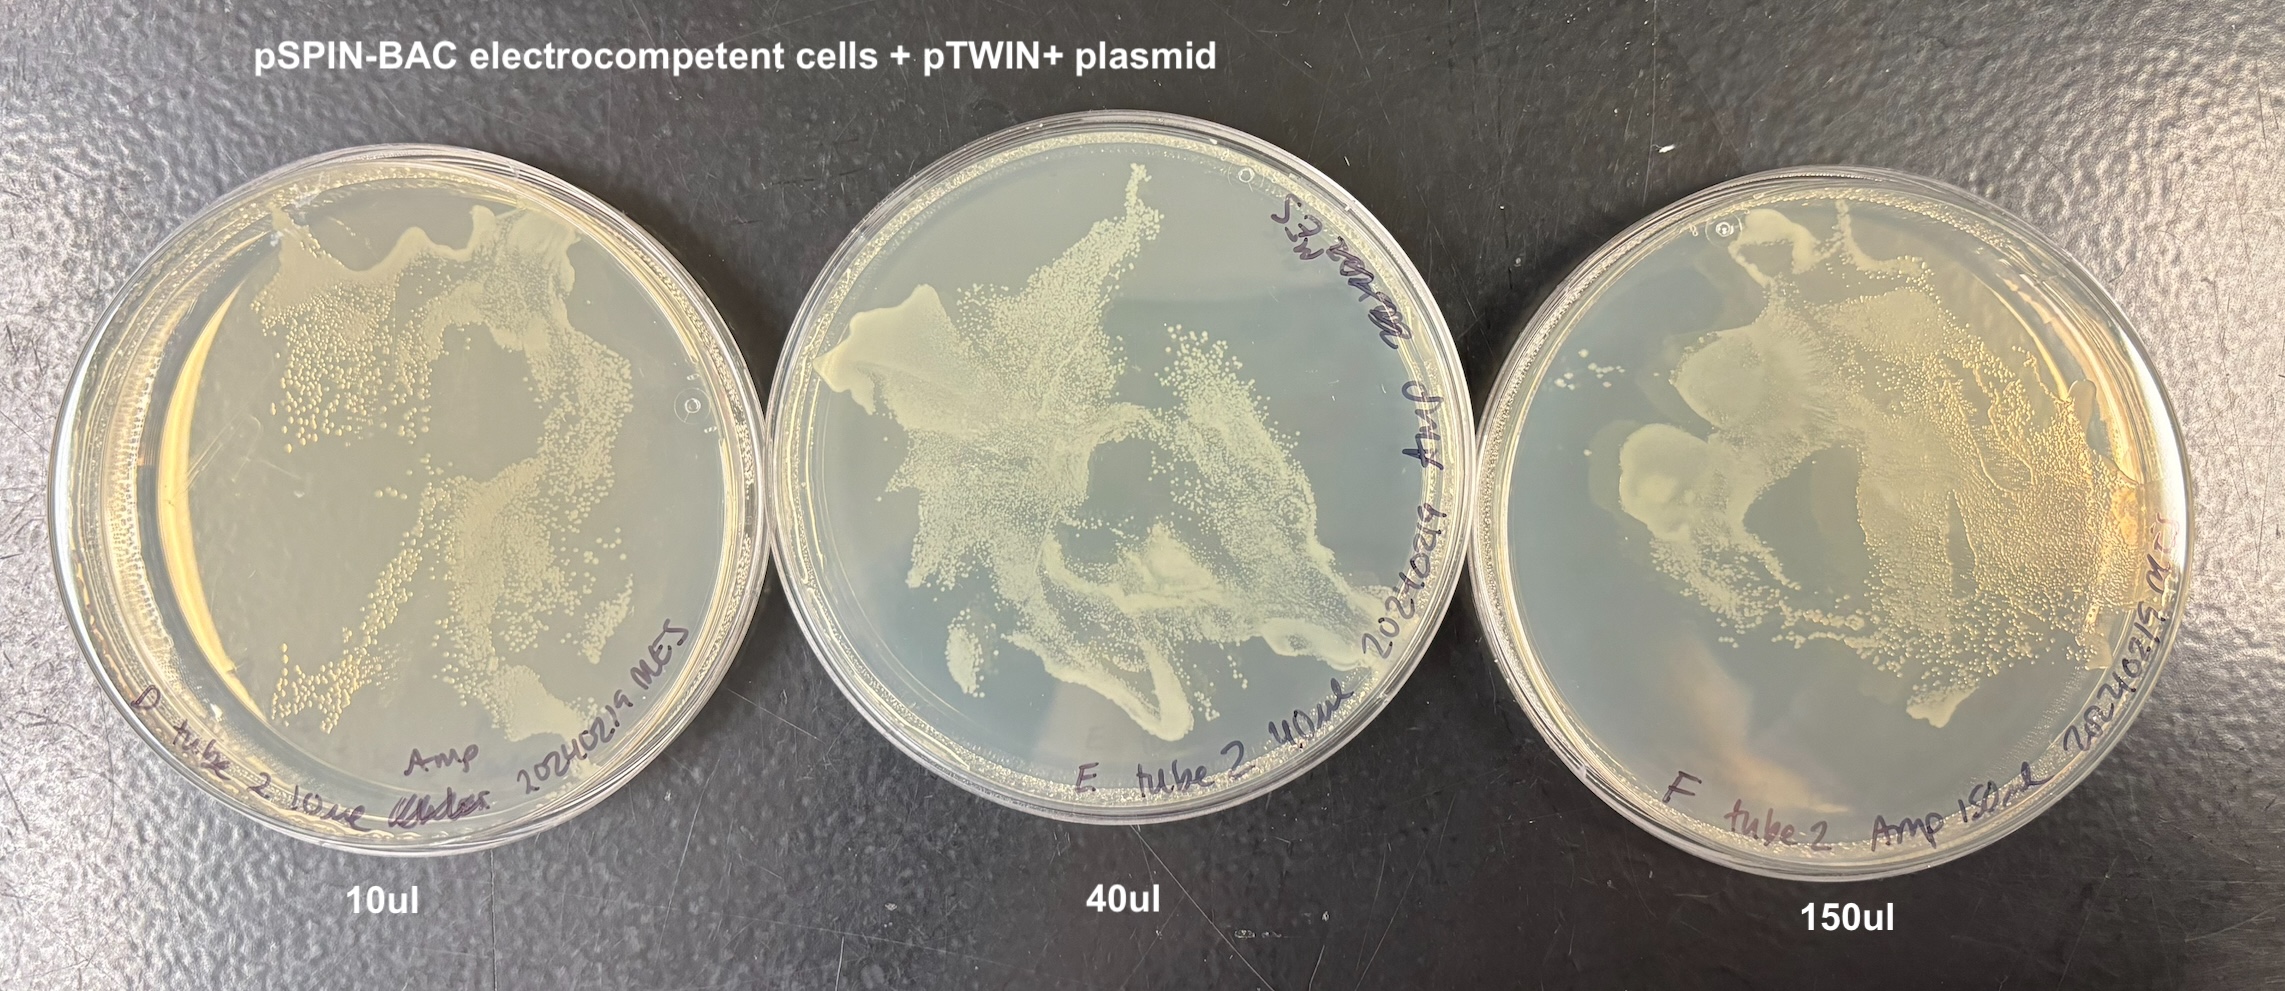 pSPIN-BAC electrocompetent cells + pTWIN+ plasmid
D tube 2 10ul
Amp
20240219 MES
E tube 2 40ul 20240219 Amp
MES
F tube 2 Amp 150ul 20240219 MES
10ul
40ul
150ul